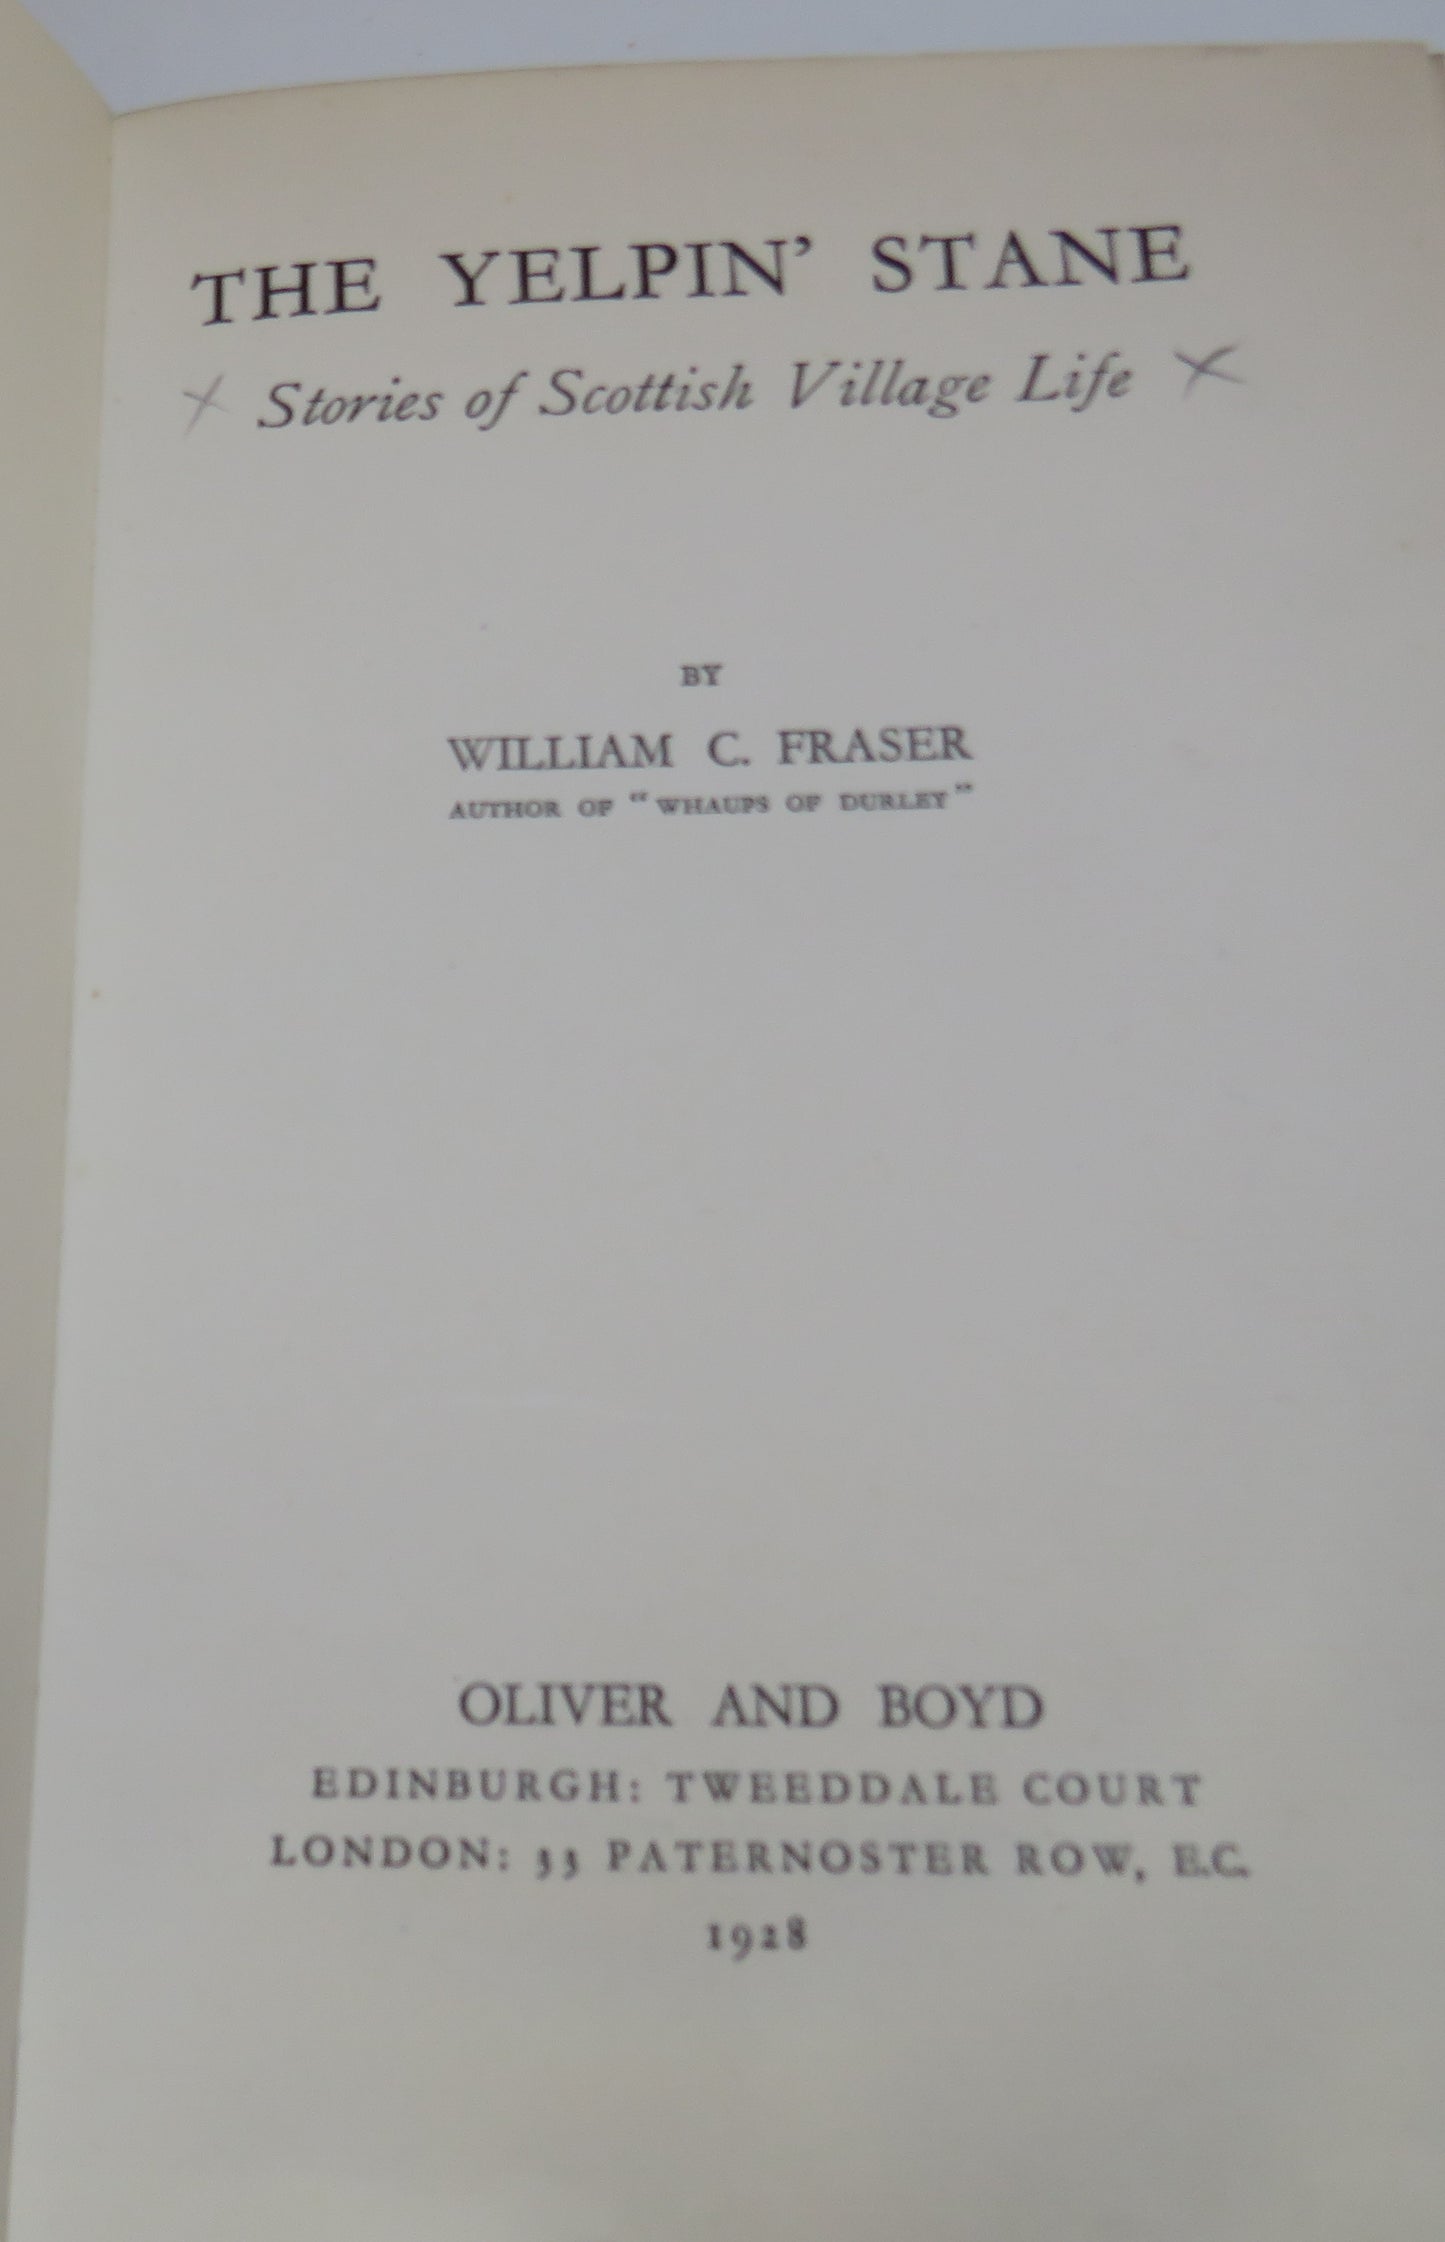 THE YELPIN' STANE
Stories of Scottish Village Life
BY
WILLIAM C. FRASER
AUTHOR OF "WHAUPS OF DURLEY"
OLIVER AND BOYD
EDINBURGH: TWEEDDALE COURT
LONDON: 33 PATERNOSTER ROW, E.C.
1928